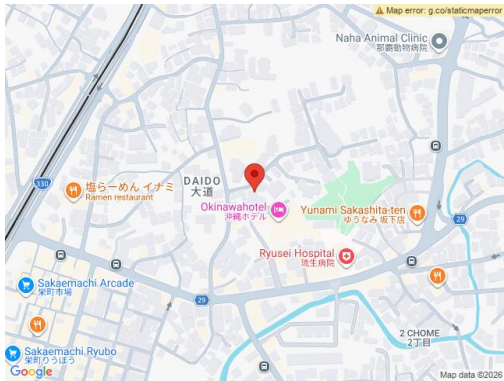 Map error: g.co/staticmaperror
Naha Animal Clinic
那覇動物病院
330
塩らーめん イナミ
Ramen restaurant
DAIDO
大道
Okinawahotel
沖縄ホテル
Yunami Sakashita-ten
ゆうなみ 坂下店
29
Ryusei Hospital
琉生病院
Sakaemachi Arcade
栄町市場
29
2 CHOME
2丁目
Sakaemachi Ryubo
栄町りうぼう
Google
Map data ©2026